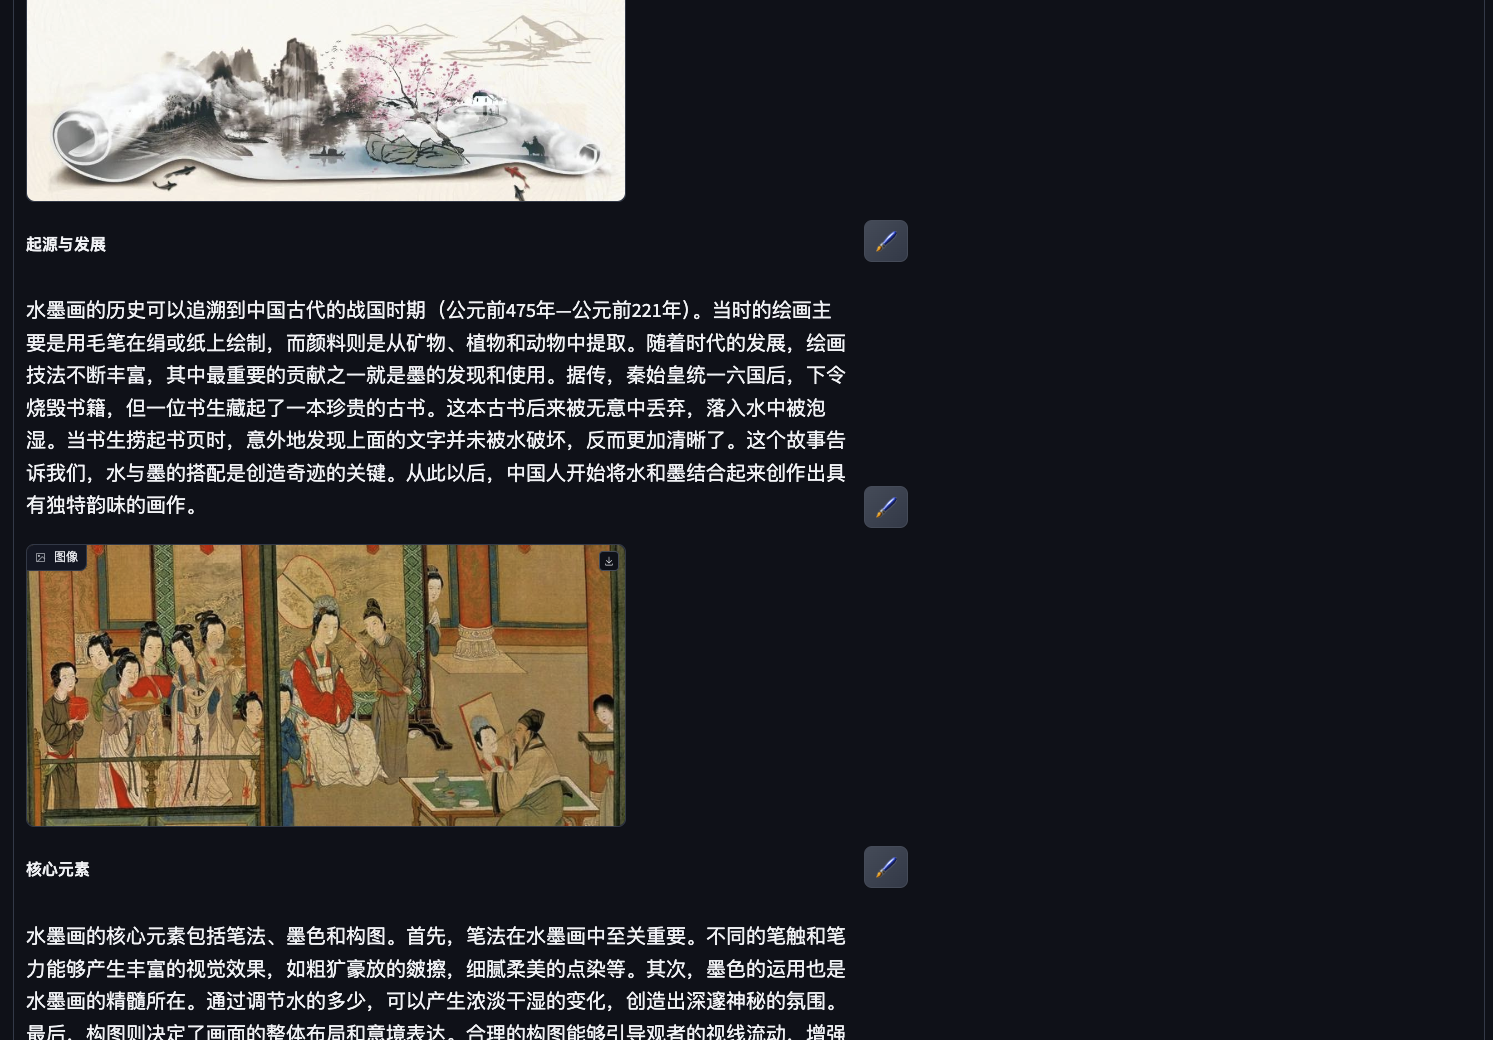 起源与发展
水墨画的历史可以追溯到中国古代的战国时期（公元前475年—公元前221年）。当时的绘画主
要是用毛笔在绢或纸上绘制，而颜料则是从矿物、植物和动物中提取。随着时代的发展，绘画
技法不断丰富，其中最重要的贡献之一就是墨的发现和使用。据传，秦始皇统一六国后，下令
烧毁书籍，但一位书生藏起了一本珍贵的古书。这本古书后来被无意中丢弃，落入水中被泡
湿。当书生捞起书页时，意外地发现上面的文字并未被水破坏，反而更加清晰了。这个故事告
诉我们，水与墨的搭配是创造奇迹的关键。从此以后，中国人开始将水和墨结合起来创作出具
有独特韵味的画作。
图像
核心元素
水墨画的核心元素包括笔法、墨色和构图。首先，笔法在水墨画中至关重要。不同的笔触和笔
力能够产生丰富的视觉效果，如粗犷豪放的皴擦，细腻柔美的点染等。其次，墨色的运用也是
水墨画的精髓所在。通过调节水的多少，可以产生浓淡干湿的变化，创造出深邃神秘的氛围。
最后，构图则决定了画面的整体布局和意境表达。合理的构图能够引导观者的视线流动，增强